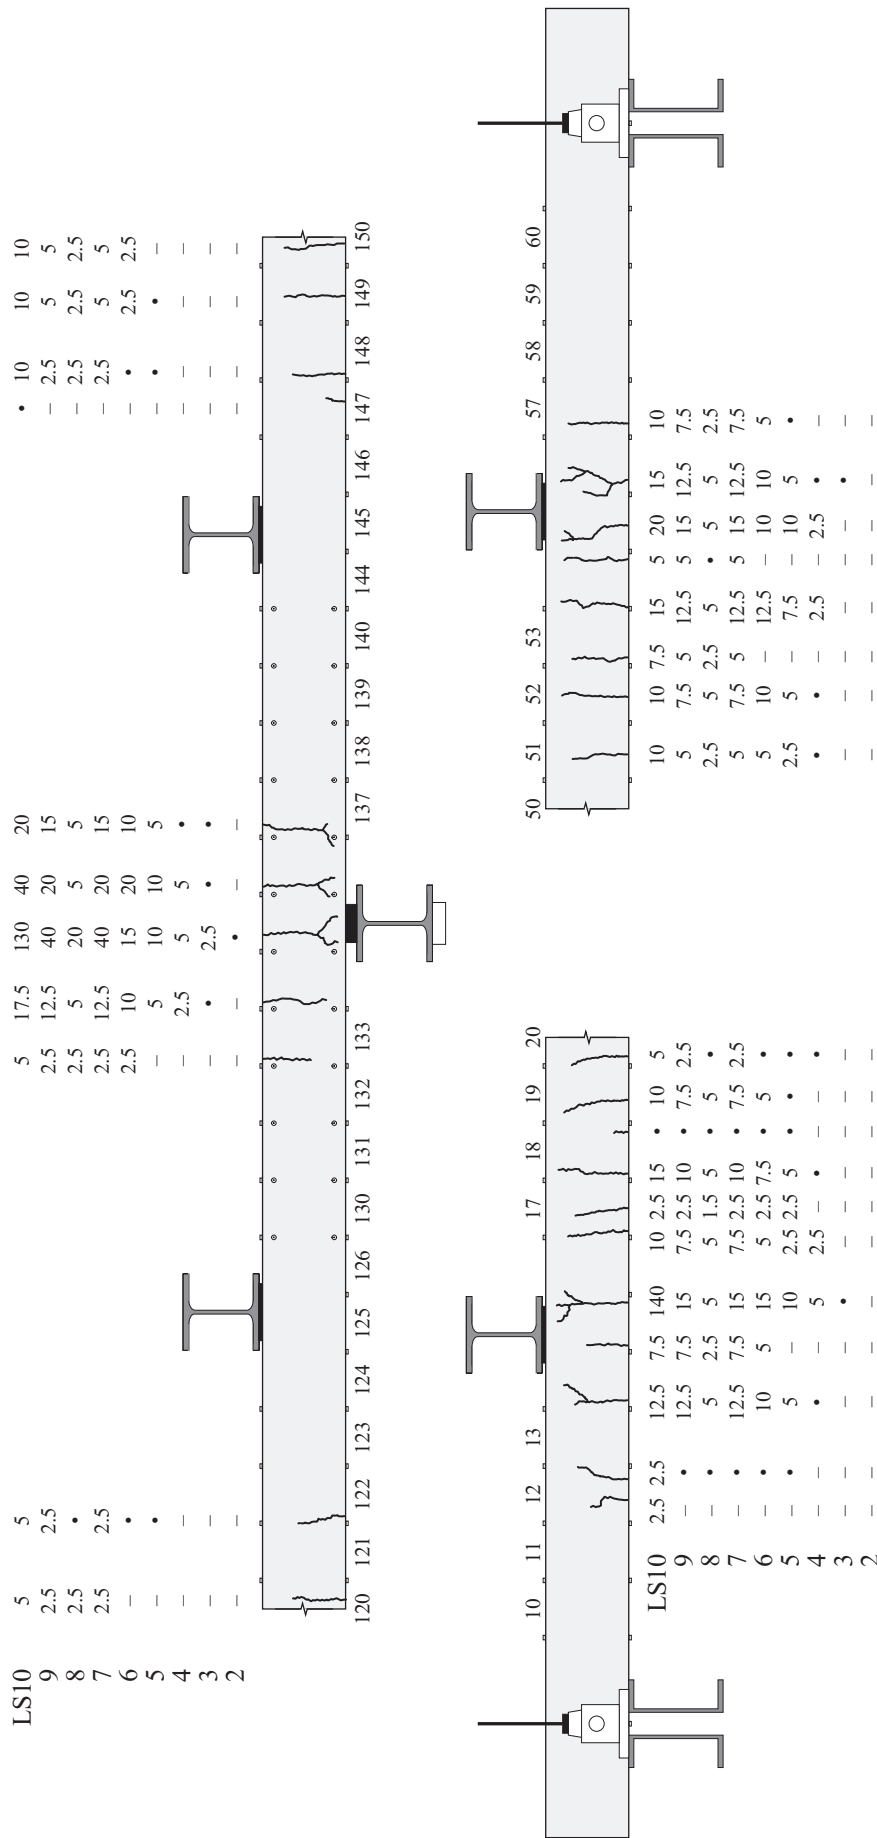 LS10 5 5 5 17.5 130 40 20 • 10 10 10
9 2.5 2.5 2.5 12.5 40 20 15 – 2.5 5 5
8 2.5 • 2.5 5 20 5 5 – 2.5 2.5 2.5
7 2.5 2.5 2.5 12.5 40 20 15 – 2.5 5 5
6 – • 2.5 10 15 20 10 – • 2.5 2.5
5 – • – 5 10 10 5 – • • –
4 – – – 2.5 5 5 • – – – –
3 – – – • 2.5 • • – – – –
2 – – – – • – – – – – –
120 121 122 123 124 125 126 130 131 132 133 137 138 139 140 144 145 146 147 148 149 150
10 11 12 13 17 18 19 20 50 51 52 53 57 58 59 60
LS10 2.5 2.5 12.5 7.5 140 10 2.5 15 • 10 5 10 10 7.5 15 5 20 15 10
9 – • 12.5 7.5 15 7.5 2.5 10 • 7.5 2.5 5 7.5 5 12.5 5 15 12.5 7.5
8 – • 5 2.5 5 5 1.5 5 • 5 • 2.5 5 2.5 5 • 5 5 2.5
7 – • 12.5 7.5 15 7.5 2.5 10 • 7.5 2.5 5 7.5 5 12.5 5 15 12.5 7.5
6 – • 10 5 15 5 2.5 7.5 • 5 • 5 10 – 12.5 – 10 10 5
5 – • 5 – 10 2.5 2.5 5 • • • 2.5 5 – 7.5 – 10 5 •
4 – – • – 5 2.5 – • – – • • • – 2.5 – 2.5 • –
3 – – – – • – – – – – – – – – – – – • –
2 – – – – – – – – – – – – – – – – – – –